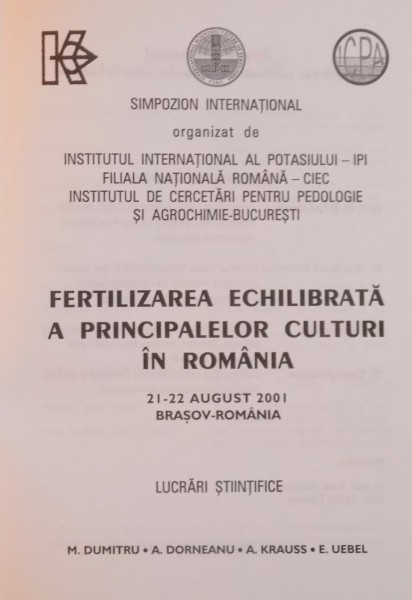 ICPA
SIMPOZION INTERNAȚIONAL
organizat de
INSTITUTUL INTERNAȚIONAL AL POTASIULUI – IPI
FILIALA NAȚIONALĂ ROMÂNĂ – CIEC
INSTITUTUL DE CERCETĂRI PENTRU PEDOLOGIE
ȘI AGROCHIMIE-BUCUREȘTI
FERTILIZAREA ECHILIBRATĂ
A PRINCIPALELOR CULTURI
ÎN ROMÂNIA
21-22 AUGUST 2001
BRAȘOV-ROMÂNIA
LUCRĂRI ȘTIINȚIFICE
M. DUMITRU • A. DORNEANU • A. KRAUSS • E. UEBEL